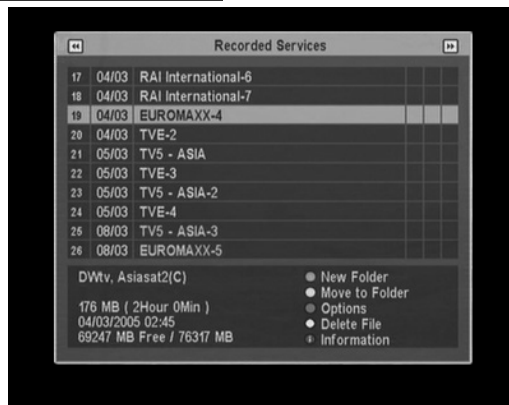 Recorded Services
17 04/03 RAI International-6
18 04/03 RAI International-7
19 04/03 EUROMAXX-4
20 04/03 TVE-2
21 05/03 TV5 - ASIA
22 05/03 TVE-3
23 05/03 TV5 - ASIA-2
24 05/03 TVE-4
25 08/03 TV5 - ASIA-3
26 08/03 EUROMAXX-5
DWtv, Asiasat2(C)
176 MB ( 2Hour 0Min )
04/03/2005 02:45
69247 MB Free / 76317 MB
New Folder
Move to Folder
Options
Delete File
i Information